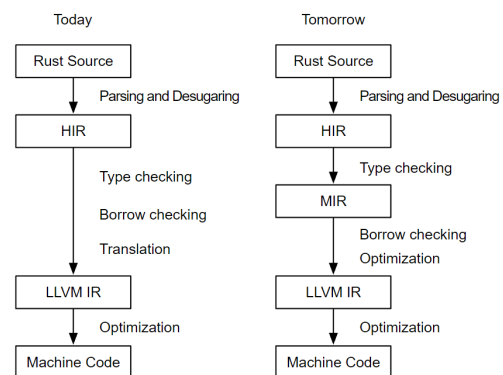 Today
Rust Source
Parsing and Desugaring
HIR
Type checking
Borrow checking
Translation
LLVM IR
Optimization
Machine Code
Tomorrow
Rust Source
Parsing and Desugaring
HIR
Type checking
MIR
Borrow checking
Optimization
LLVM IR
Optimization
Machine Code